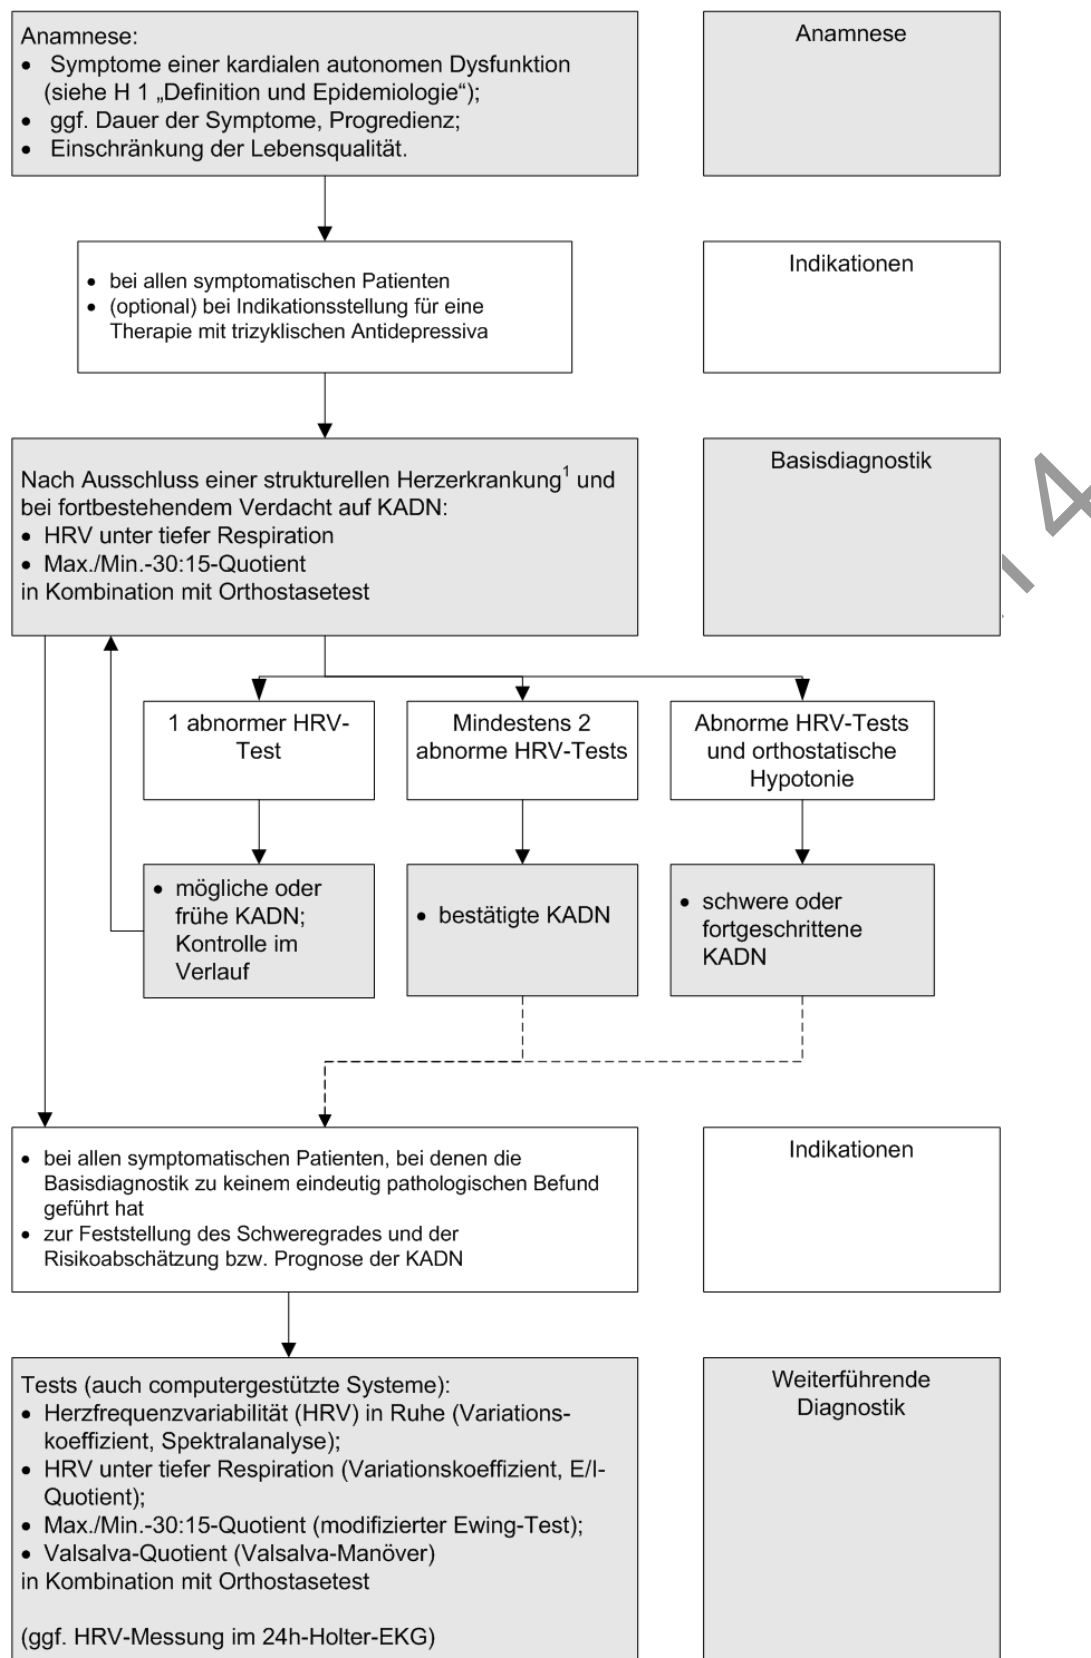 Anamnese:
• Symptome einer kardialen autonomen Dysfunktion
(siehe H 1 „Definition und Epidemiologie“);
• ggf. Dauer der Symptome, Progredienz;
• Einschränkung der Lebensqualität.
Anamnese
• bei allen symptomatischen Patienten
• (optional) bei Indikationsstellung für eine
Therapie mit trizyklischen Antidepressiva
Indikationen
Nach Ausschluss einer strukturellen Herzerkrankung¹ und
bei fortbestehendem Verdacht auf KADN:
• HRV unter tiefer Respiration
• Max./Min.-30:15-Quotient
in Kombination mit Orthostasetest
Basisdiagnostik
1 abnormer HRV-
Test
Mindestens 2
abnorme HRV-Tests
Abnorme HRV-Tests
und orthostatische
Hypotonie
• mögliche oder
frühe KADN;
Kontrolle im
Verlauf
• bestätigte KADN
• schwere oder
fortgeschrittene
KADN
• bei allen symptomatischen Patienten, bei denen die
Basisdiagnostik zu keinem eindeutig pathologischen Befund
geführt hat
• zur Feststellung des Schweregrades und der
Risikoabschätzung bzw. Prognose der KADN
Indikationen
Tests (auch computergestützte Systeme):
• Herzfrequenzvariabilität (HRV) in Ruhe (Variations-
koeffizient, Spektralanalyse);
• HRV unter tiefer Respiration (Variationskoeffizient, E/I-
Quotient);
• Max./Min.-30:15-Quotient (modifizierter Ewing-Test);
• Valsalva-Quotient (Valsalva-Manöver)
in Kombination mit Orthostasetest
(ggf. HRV-Messung im 24h-Holter-EKG)
Weiterführende
Diagnostik
4